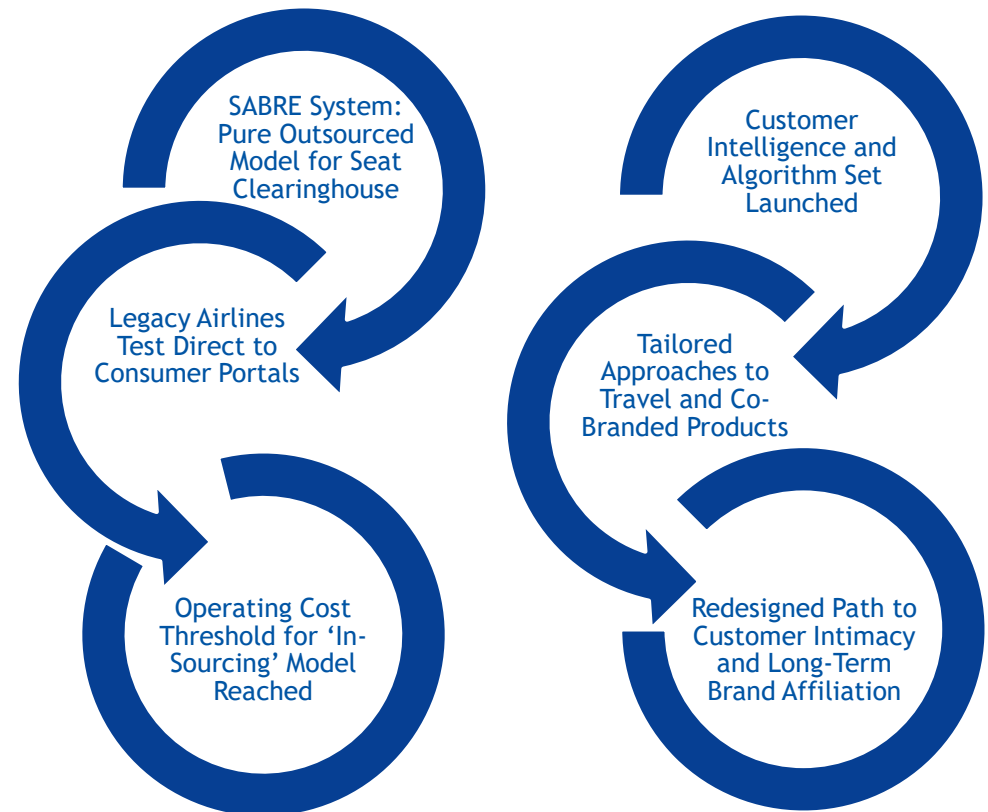 SABRE System:
Pure Outsourced
Model for Seat
Clearinghouse
Legacy Airlines
Test Direct to
Consumer Portals
Operating Cost
Threshold for ‘In-
Sourcing’ Model
Reached
Customer
Intelligence and
Algorithm Set
Launched
Tailored
Approaches to
Travel and Co-
Branded Products
Redesigned Path to
Customer Intimacy
and Long-Term
Brand Affiliation